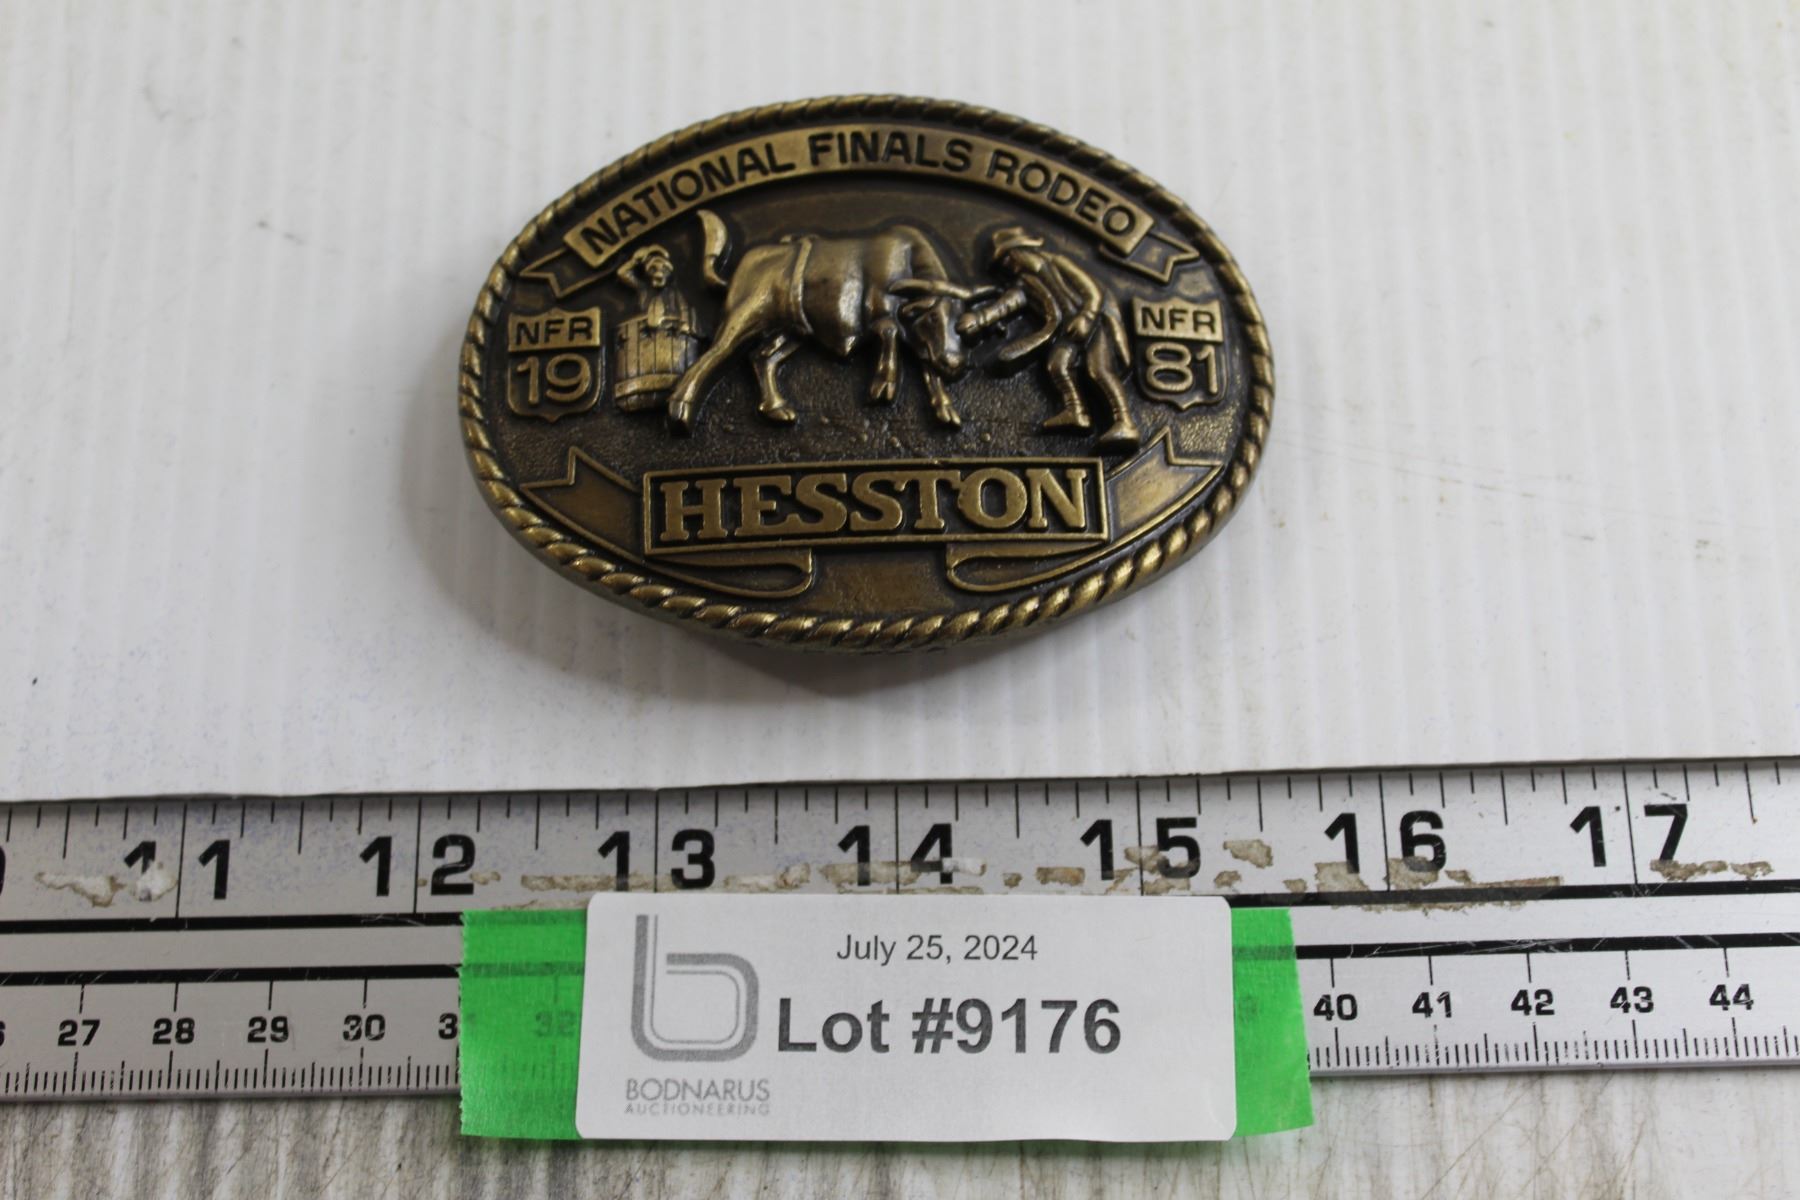 NATIONAL FINALS RODEO
NFR
19
NFR
81
HESSTON
11 12 13 14 15 16 17
27 28 29 30 40 41 42 43 44
July 25, 2024
Lot #9176
BODNARUS
AUCTIONEERING